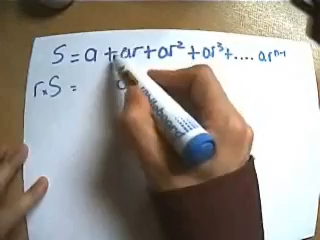 S = a + ar + ar² + ar³ + .... arⁿ⁻¹
r×S =